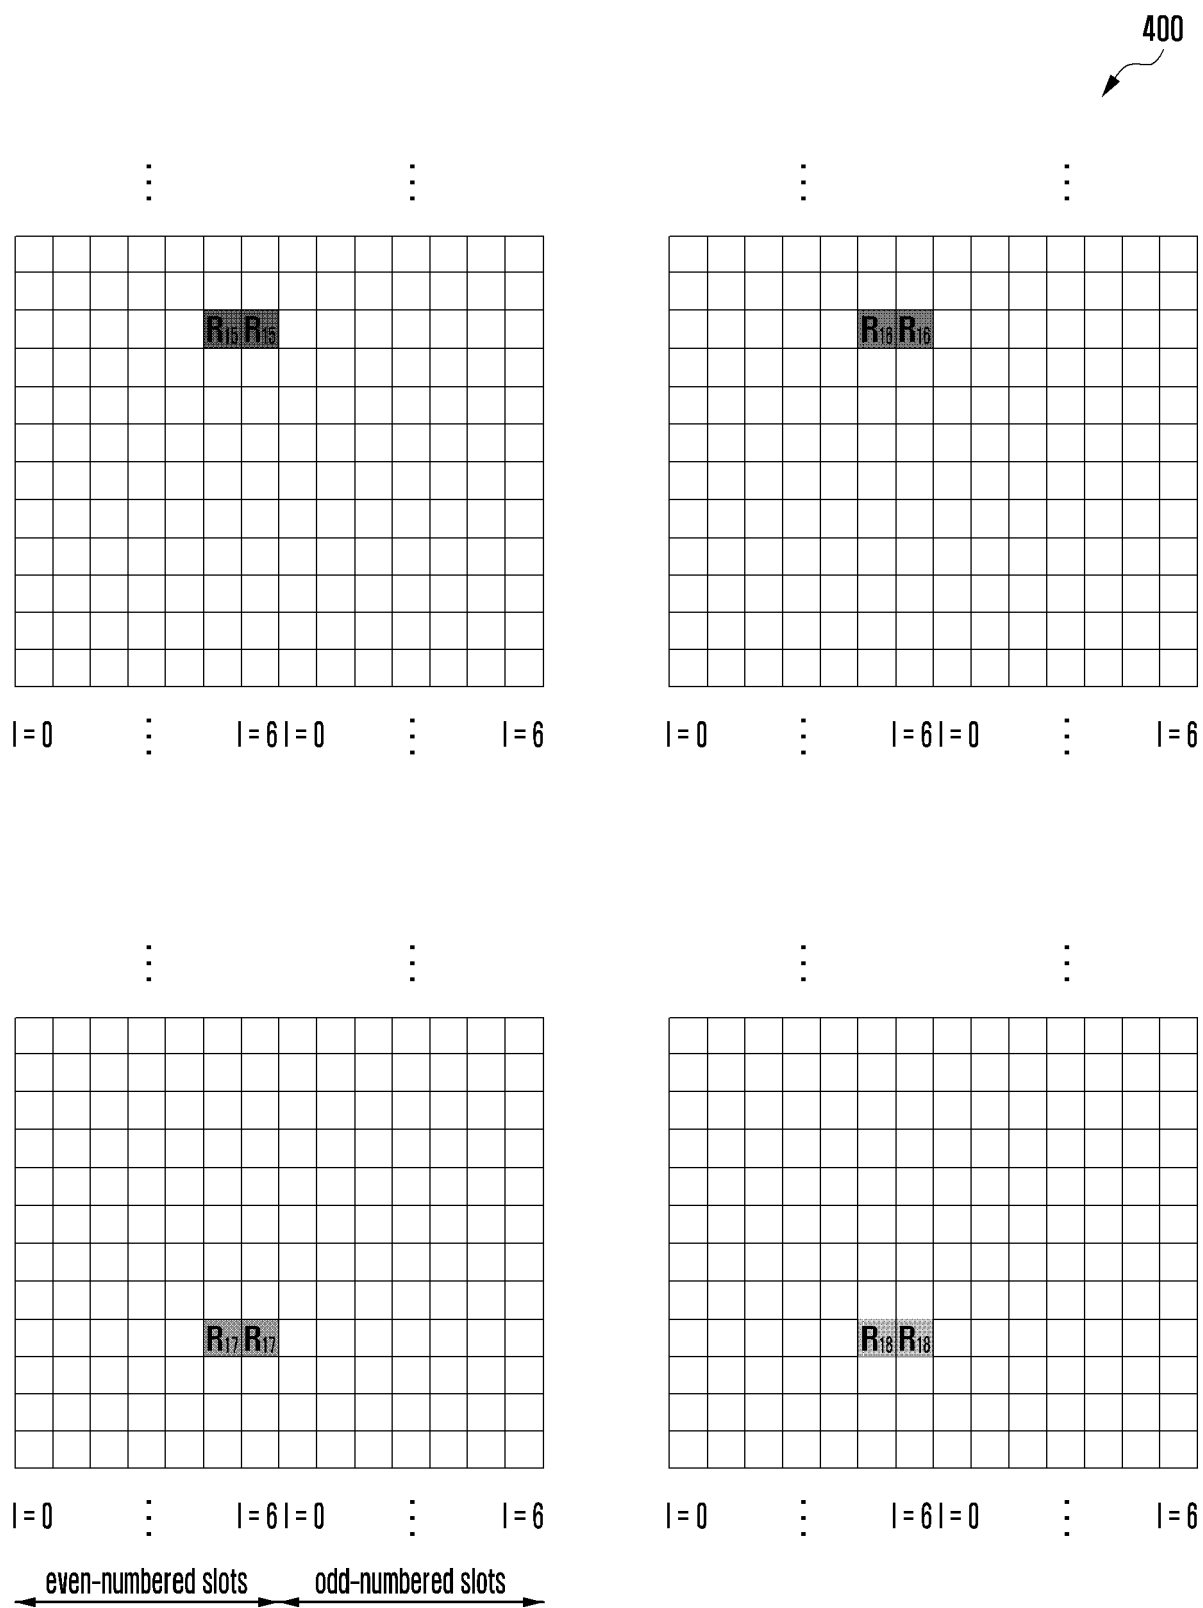 400
R15 R15
R16 R16
l = 0 l = 6 l = 0 l = 6
l = 0 l = 6 l = 0 l = 6
R17 R17
R18 R18
l = 0 l = 6 l = 0 l = 6
l = 0 l = 6 l = 0 l = 6
even-numbered slots odd-numbered slots